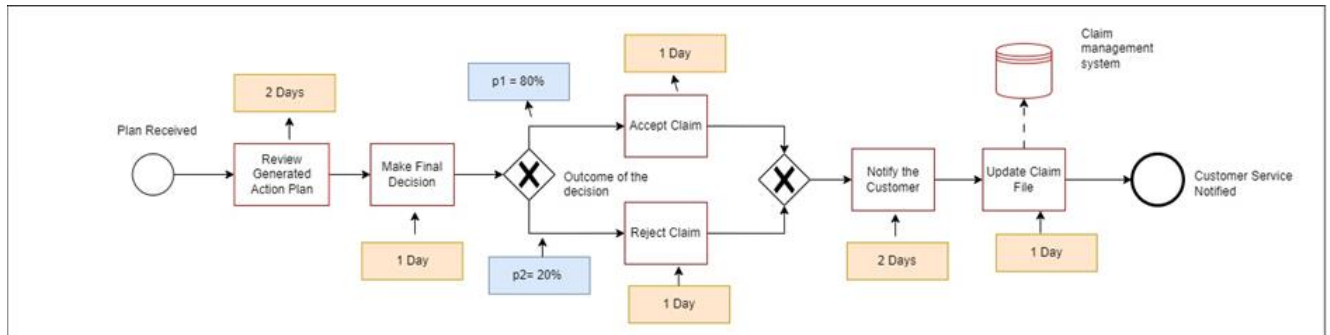 Claim
management
system
1 Day
2 Days
p1 = 80%
Plan Received
Accept Claim
Review
Generated
Action Plan
Make Final
Decision
Outcome of the
decision
Notify the
Customer
Update Claim
File
Customer Service
Notified
Reject Claim
1 Day
p2= 20%
1 Day
2 Days
1 Day